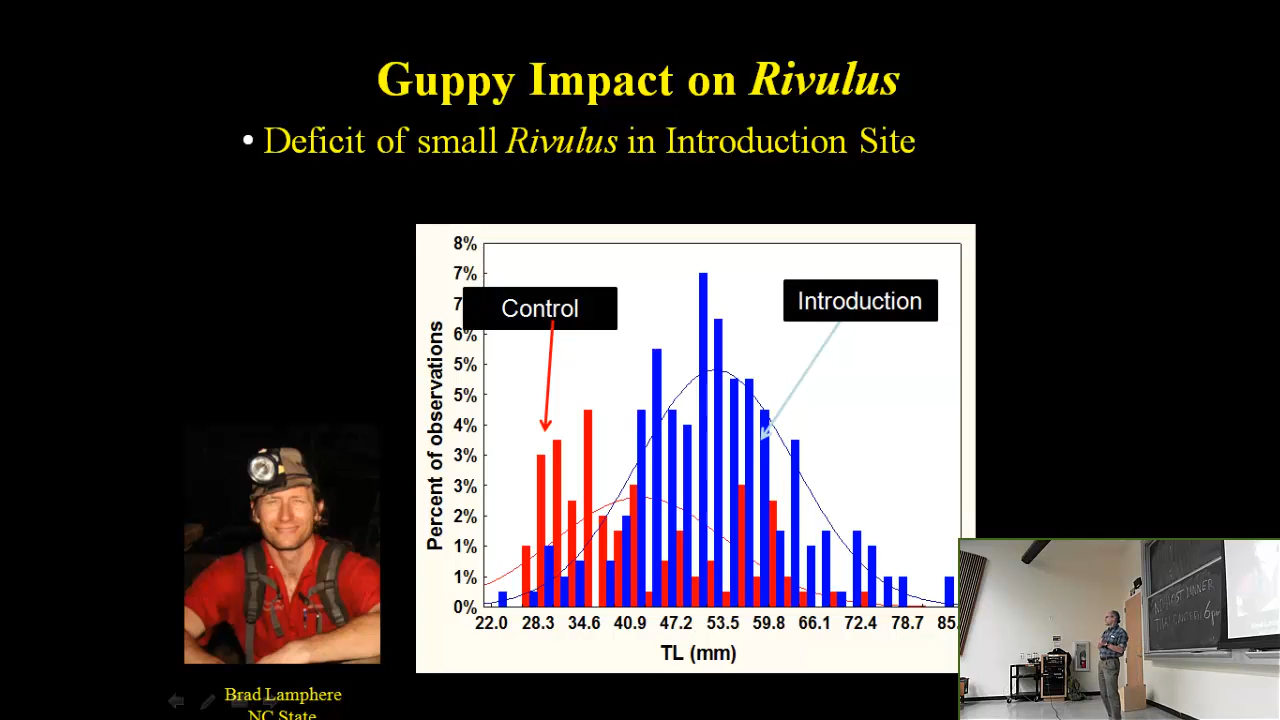 Guppy Impact on Rivulus
• Deficit of small Rivulus in Introduction Site
8%
7%
7
6%
5%
5%
4%
3%
3%
2%
1%
1%
0%
Control
Introduction
Percent of observations
22.0 28.3 34.6 40.9 47.2 53.5 59.8 66.1 72.4 78.7 85.
TL (mm)
Brad Lamphere
NC State
DINNER
6pm